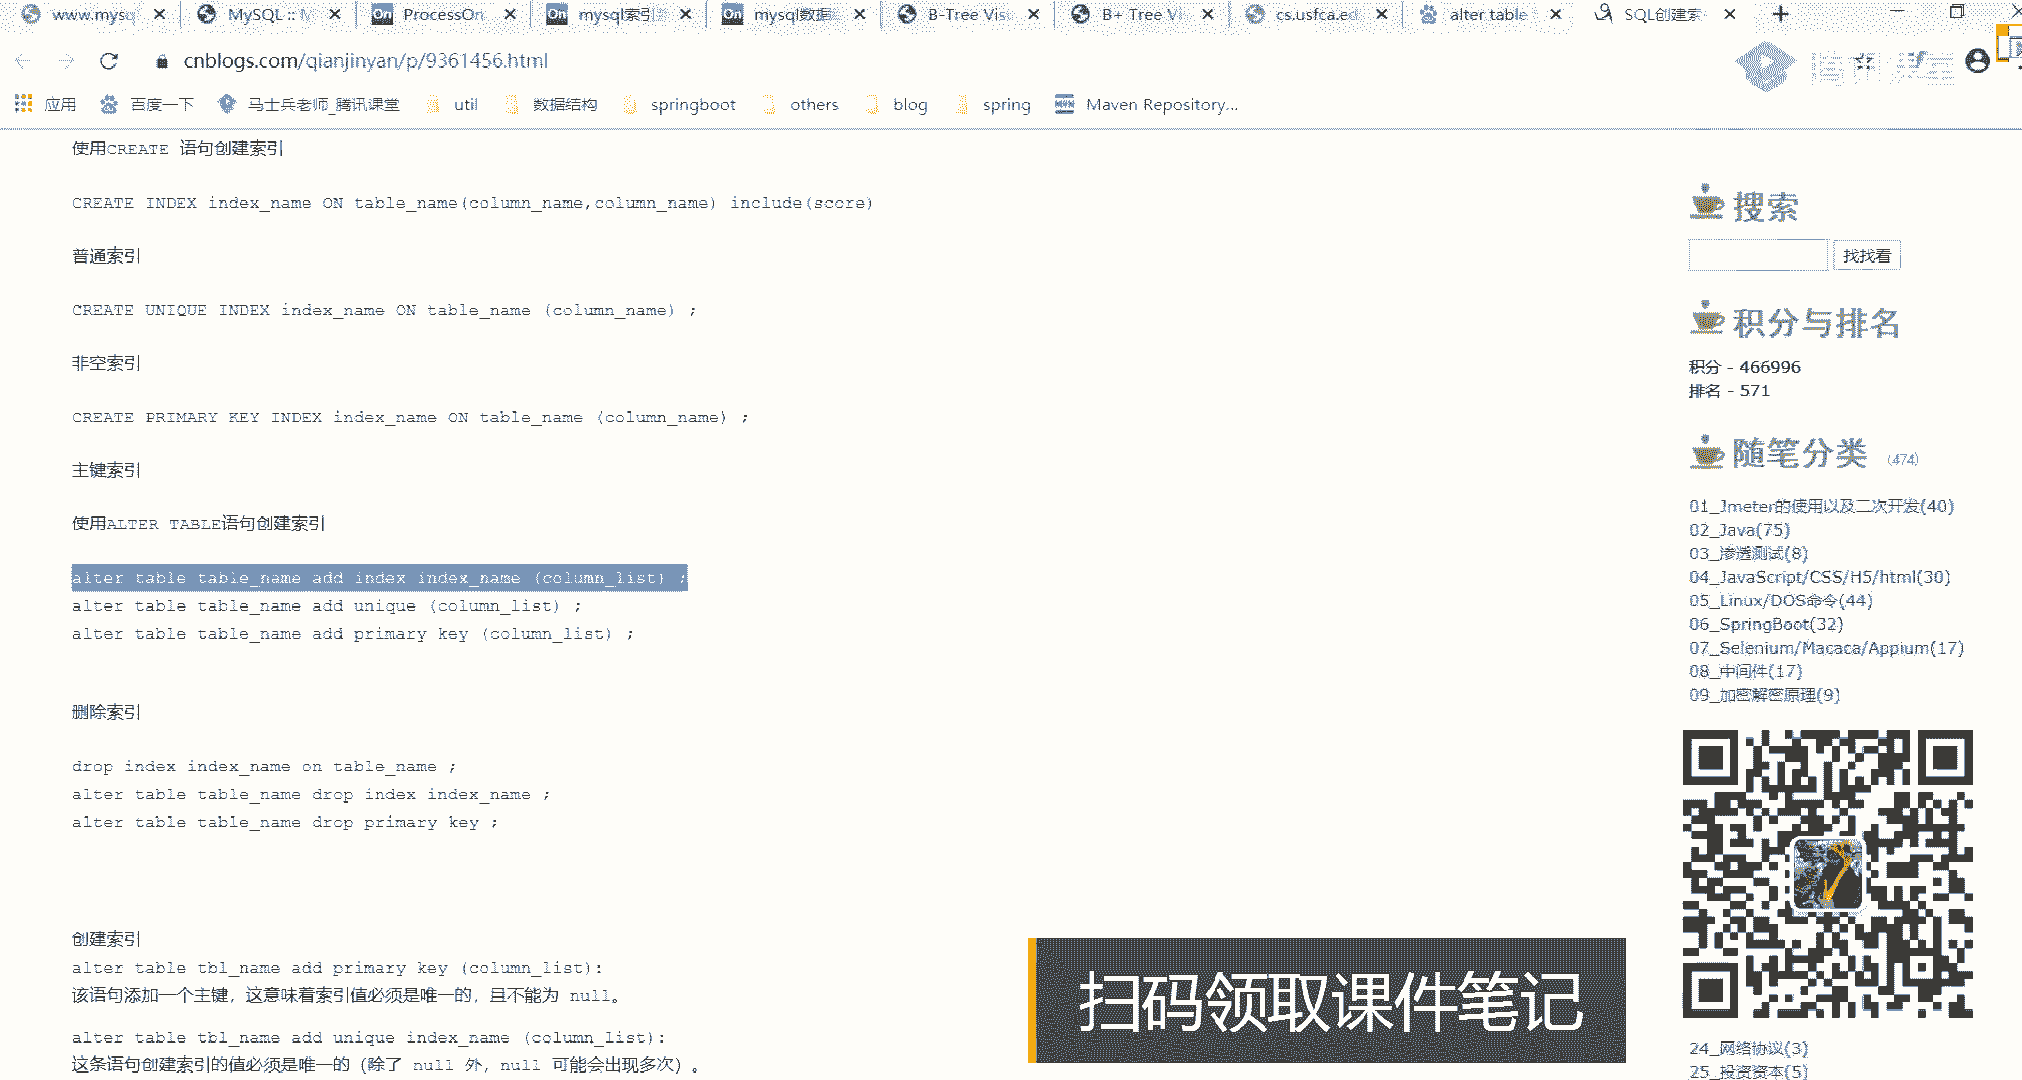 www.mysq
MySQL :: M
ProcessOn
mysql索引
mysql数据
B-Tree Vis
B+ Tree Vi
cs.usfca.ed
alter table
SQL创建索
cnblogs.com/qianjinyan/p/9361456.html
腾讯课堂
应用
百度一下
马士兵老师_腾讯课堂
util
数据结构
springboot
others
blog
spring
Maven Repository...
使用CREATE 语句创建索引
CREATE INDEX index_name ON table_name(column_name,column_name) include(score)
普通索引
CREATE UNIQUE INDEX index_name ON table_name (column_name) ;
非空索引
CREATE PRIMARY KEY INDEX index_name ON table_name (column_name) ;
主键索引
使用ALTER TABLE语句创建索引
alter table table_name add index index_name (column_list) ;
alter table table_name add unique (column_list) ;
alter table table_name add primary key (column_list) ;
删除索引
drop index index_name on table_name ;
alter table table_name drop index index_name ;
alter table table_name drop primary key ;
创建索引
alter table tbl_name add primary key (column_list):
该语句添加一个主键，这意味着索引值必须是唯一的，且不能为 null。
alter table tbl_name add unique index_name (column_list):
这条语句创建索引的值必须是唯一的（除了 null 外，null 可能会出现多次）。
搜索
找找看
积分与排名
积分 - 466996
排名 - 571
随笔分类 (474)
01_Jmeter的使用以及二次开发(40)
02_Java(75)
03_渗透测试(8)
04_JavaScript/CSS/H5/html(30)
05_Linux/DOS命令(44)
06_SpringBoot(32)
07_Selenium/Macaca/Appium(17)
08_中间件(17)
09_加密解密原理(9)
24_网络协议(3)
25_投资资本(5)
扫码领取课件笔记